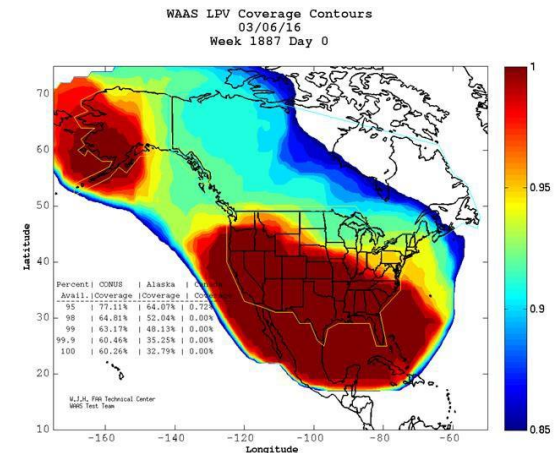 WAAS LPV Coverage Contours
03/06/16
Week 1887 Day 0
70
60
50
40
30
20
10
Latitude
Percent| CONUS | Alaska |
Avail. |Coverage |Coverage |
95 | 77.11% | 64.07% | 0.72%
98 | 64.81% | 52.04% | 0.00%
99 | 63.17% | 48.13% | 0.00%
99.9 | 60.46% | 35.25% | 0.00%
100 | 60.26% | 32.79% | 0.00%
W.J.H. FAA Technical Center
WAAS Test Team
-160 -140 -120 -100 -80 -60
Longitude
1
0.95
0.9
0.85